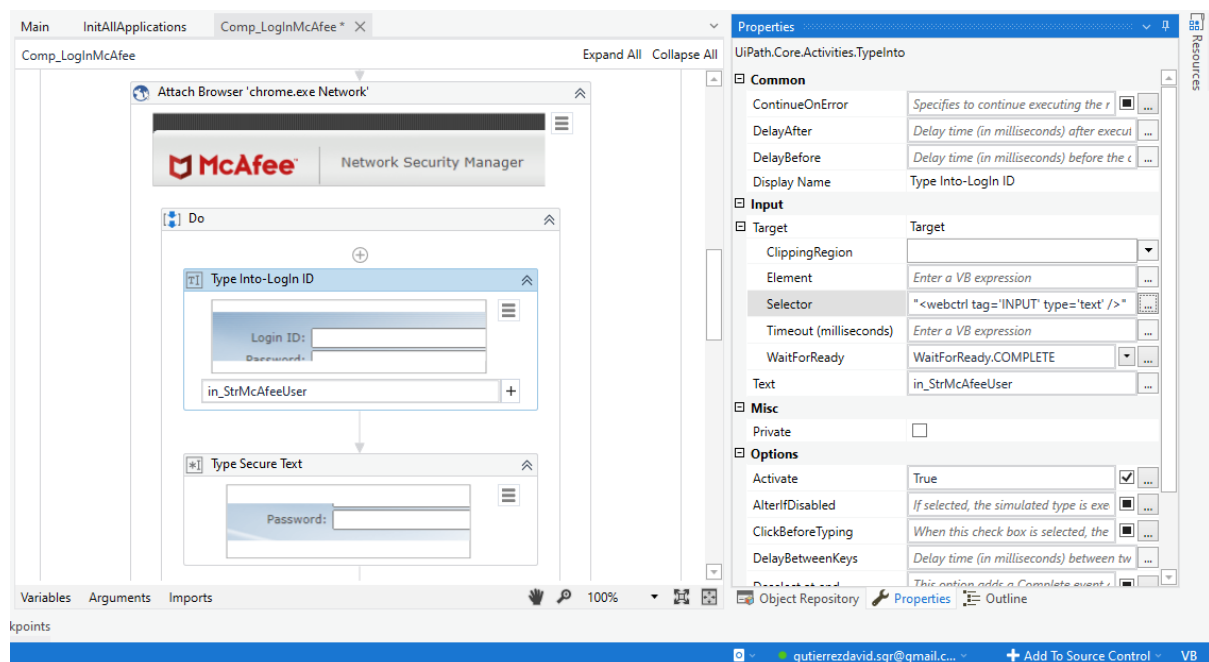 Main InitAllApplications Comp_LogInMcAfee *
Comp_LogInMcAfee Expand All Collapse All
Attach Browser 'chrome.exe Network'
McAfee™ Network Security Manager
Do
Type Into-LogIn ID
Login ID:
Password:
in_StrMcAfeeUser
Type Secure Text
Password:
Variables Arguments Imports 100%
kpoints
Properties
UiPath.Core.Activities.TypeInto
Common
ContinueOnError Specifies to continue executing the r ...
DelayAfter Delay time (in milliseconds) after execut ...
DelayBefore Delay time (in milliseconds) before the ...
Display Name Type Into-LogIn ID
Input
Target Target
ClippingRegion
Element Enter a VB expression ...
Selector "<webctrl tag='INPUT' type='text' />" ...
Timeout (milliseconds) Enter a VB expression ...
WaitForReady WaitForReady.COMPLETE ...
Text in_StrMcAfeeUser ...
Misc
Private
Options
Activate True ...
AlterIfDisabled If selected, the simulated type is exe ...
ClickBeforeTyping When this check box is selected, the ...
DelayBetweenKeys Delay time (in milliseconds) between tw ...
Object Repository Properties Outline
Resources
gutierrezdavid.sgr@gmail.c... Add To Source Control VB